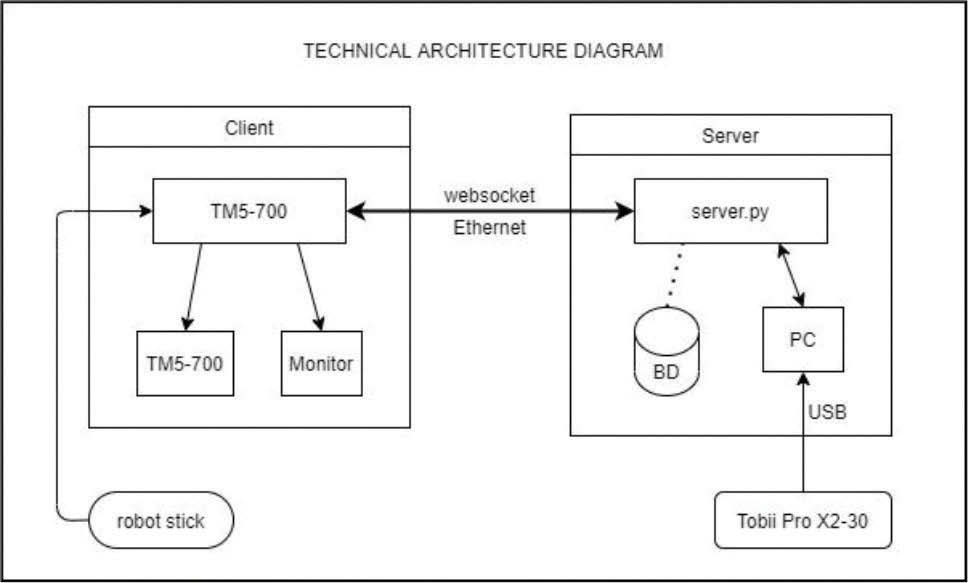 TECHNICAL ARCHITECTURE DIAGRAM
Client
Server
TM5-700
websocket
Ethernet
server.py
TM5-700
Monitor
BD
PC
USB
robot stick
Tobii Pro X2-30